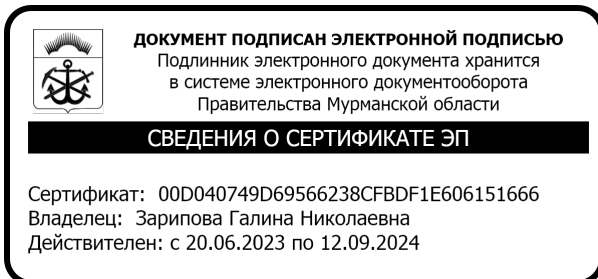 ДОКУМЕНТ ПОДПИСАН ЭЛЕКТРОННОЙ ПОДПИСЬЮ
Подлинник электронного документа хранится
в системе электронного документооборота
Правительства Мурманской области
СВЕДЕНИЯ О СЕРТИФИКАТЕ ЭП
Сертификат: 00D040749D69566238CFBDF1E606151666
Владелец: Зарипова Галина Николаевна
Действителен: с 20.06.2023 по 12.09.2024